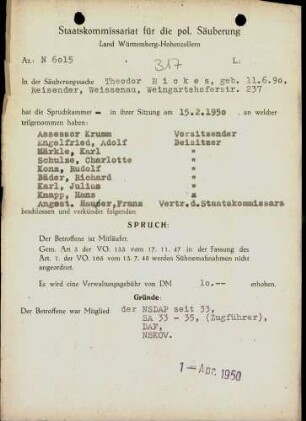 Staatskommissariat für die pol. Säuberung
Land Württemberg-Hohenzollern
Az.: N 6015
317
In der Säuberungssache Theodor Rickes, geb. 11.6.90,
Reisender, Weissenau, Weingartshoferstr. 237
hat die Spruchkammer – in ihrer Sitzung am 15.2.1950, an welcher
teilgenommen haben:
Assessor Krumm Vorsitzender
Engelfried, Adolf Beisitzer
Märkle, Karl "
Schulse, Charlotte "
Kons, Rudolf "
Bäder, Richard "
Karl, Julius "
Knapp, Hans "
Angest. Hauser, Franz Vertr.d.Staatskommissars
beschlossen und verkündet folgenden
SPRUCH:
Der Betroffene ist Mitläufer.
Gem. Art. 3 der VO. 133 vom 17. 11. 47 in der Fassung des
Art. 1. der VO. 165 vom 13. 7. 48 werden Sühnemaßnahmen nicht
angeordnet.
Es wird eine Verwaltungsgebühr von DM 10.-- erhoben.
Gründe:
Der Betroffene war Mitglied der NSDAP seit 33,
SA 33 - 35, (Zugführer),
DAF,
NSKOV.
1 - Apr. 1950